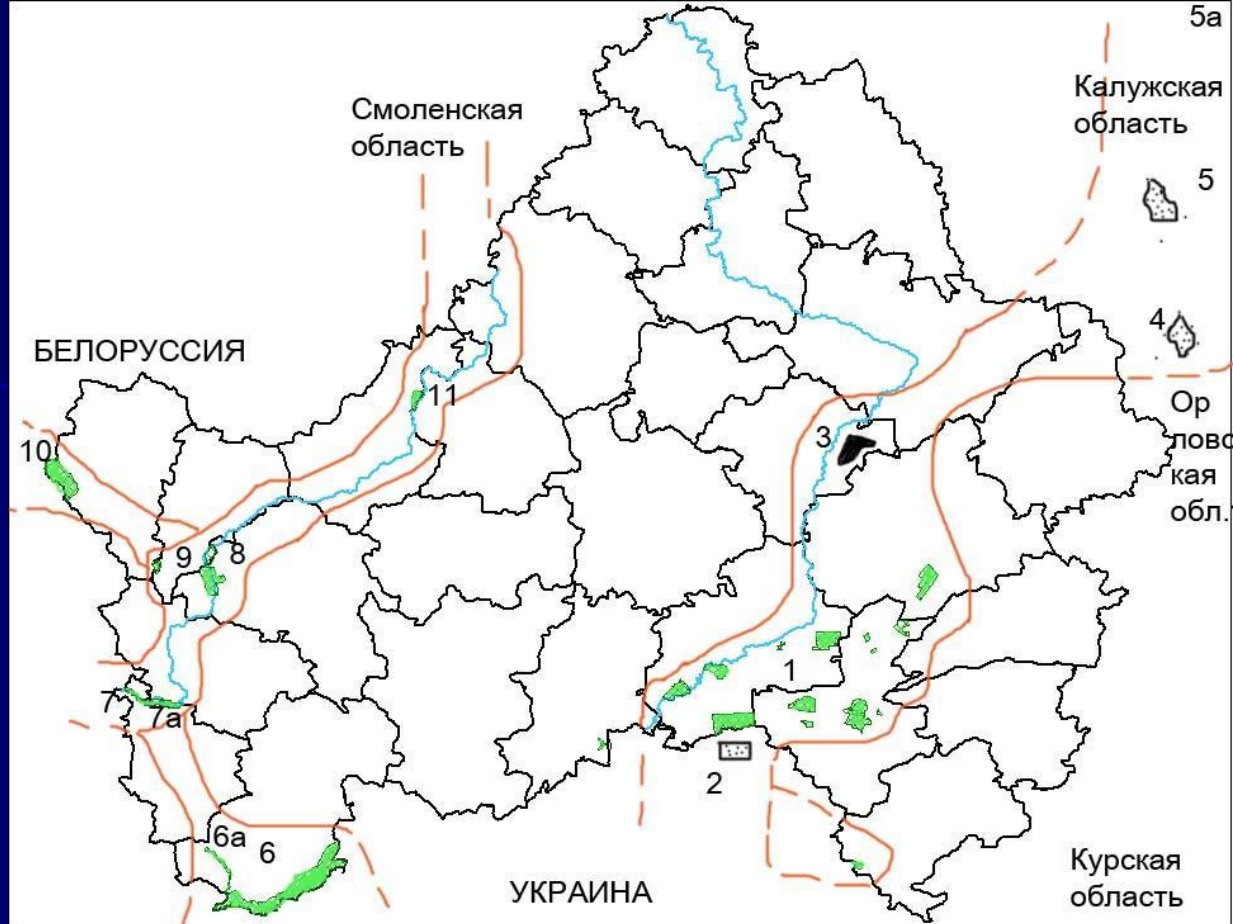 5а
Калужская
область
Смоленская
область
5
4
БЕЛОРУССИЯ
11
Ор
ловс
кая
обл.
3
10
9
8
1
7
7а
2
6а
6
УКРАИНА
Курская
область